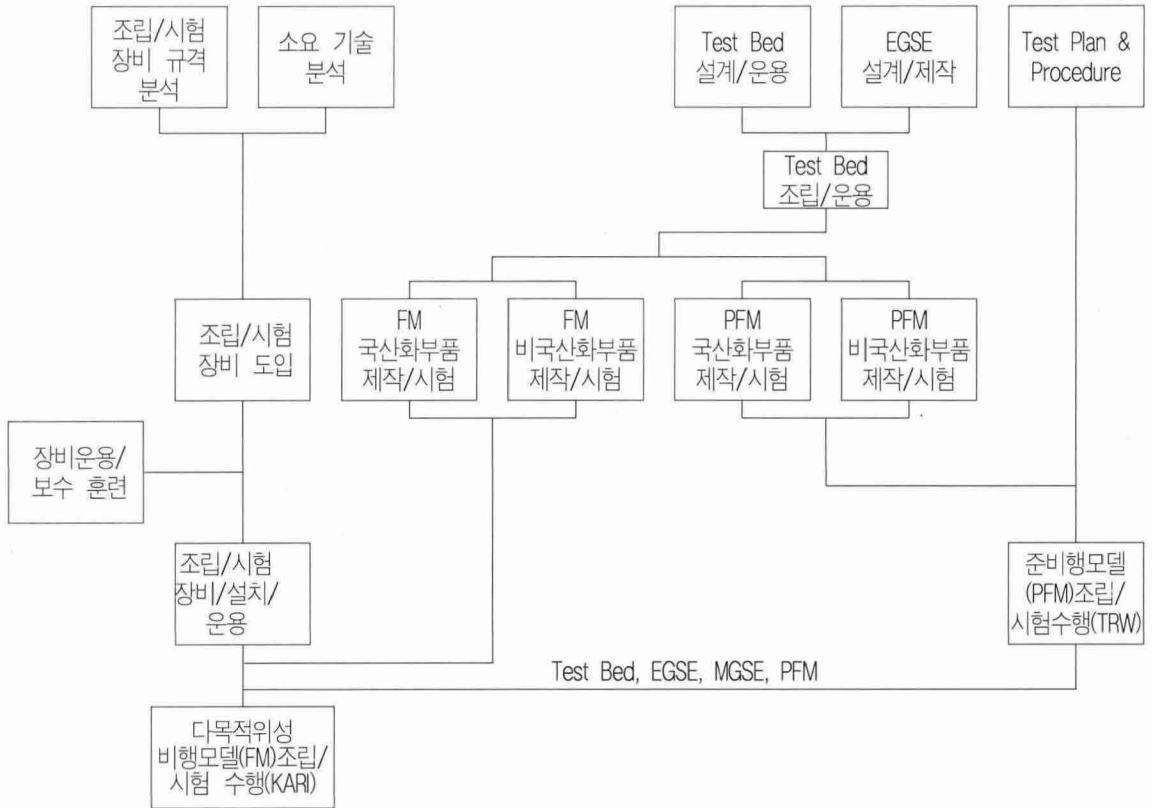 조립/시험
장비 규격
분석
소요 기술
분석
Test Bed
설계/운용
EGSE
설계/제작
Test Plan &
Procedure
Test Bed
조립/운용
조립/시험
장비 도입
FM
국산화부품
제작/시험
FM
비국산화부품
제작/시험
PFM
국산화부품
제작/시험
PFM
비국산화부품
제작/시험
장비운용/
보수 훈련
조립/시험
장비/설치/
운용
준비행모델
(PFM)조립/
시험수행(TRW)
Test Bed, EGSE, MGSE, PFM
다목적위성
비행모델(FM)조립/
시험 수행(KARI)